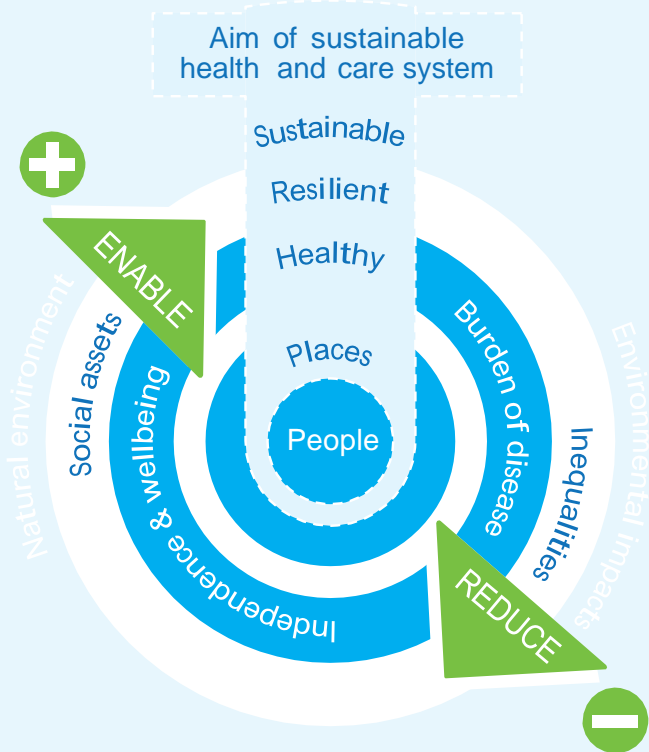 Aim of sustainable
health and care system
Sustainable
Resilient
Healthy
Places
People
ENABLE
Natural environment
Social assets
Independence & wellbeing
Burden of disease
Inequalities
Environmental impacts
REDUCE